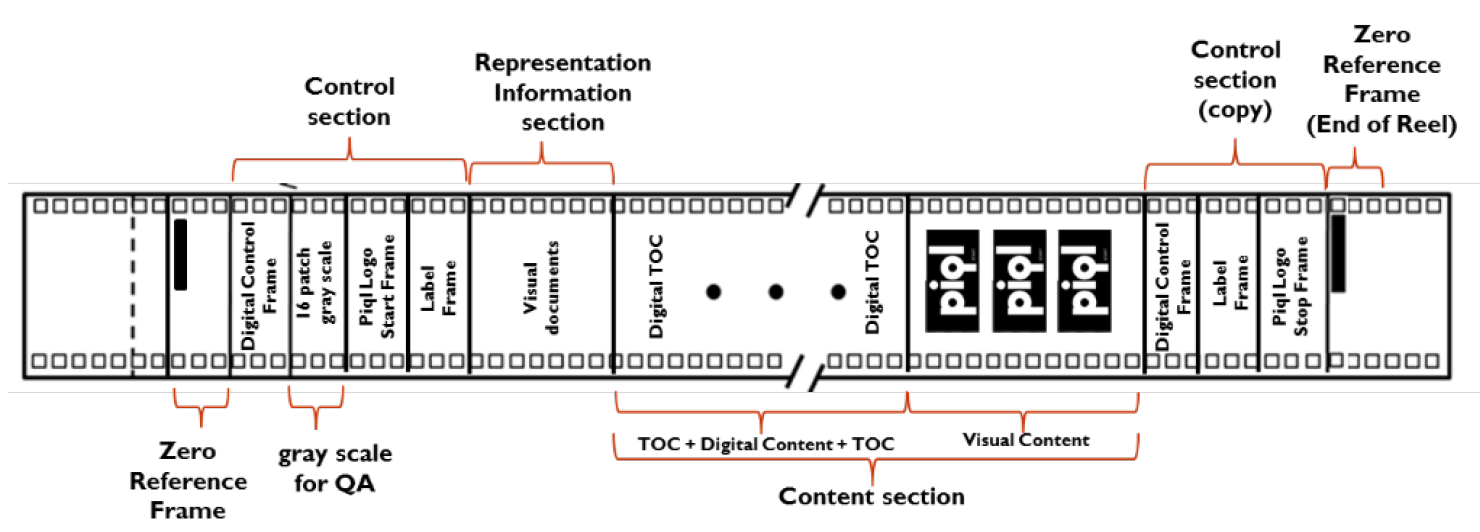 Control
section
Representation
Information
section
Control
section
(copy)
Zero
Reference
Frame
(End of Reel)
Digital Control
Frame
16 patch
gray scale
Piql Logo
Start Frame
Label
Frame
Visual
documents
Digital TOC
Digital TOC
piql
piql
piql
Digital Control
Frame
Label
Frame
Piql Logo
Stop Frame
Zero
Reference
Frame
gray scale
for QA
TOC + Digital Content + TOC
Visual Content
Content section